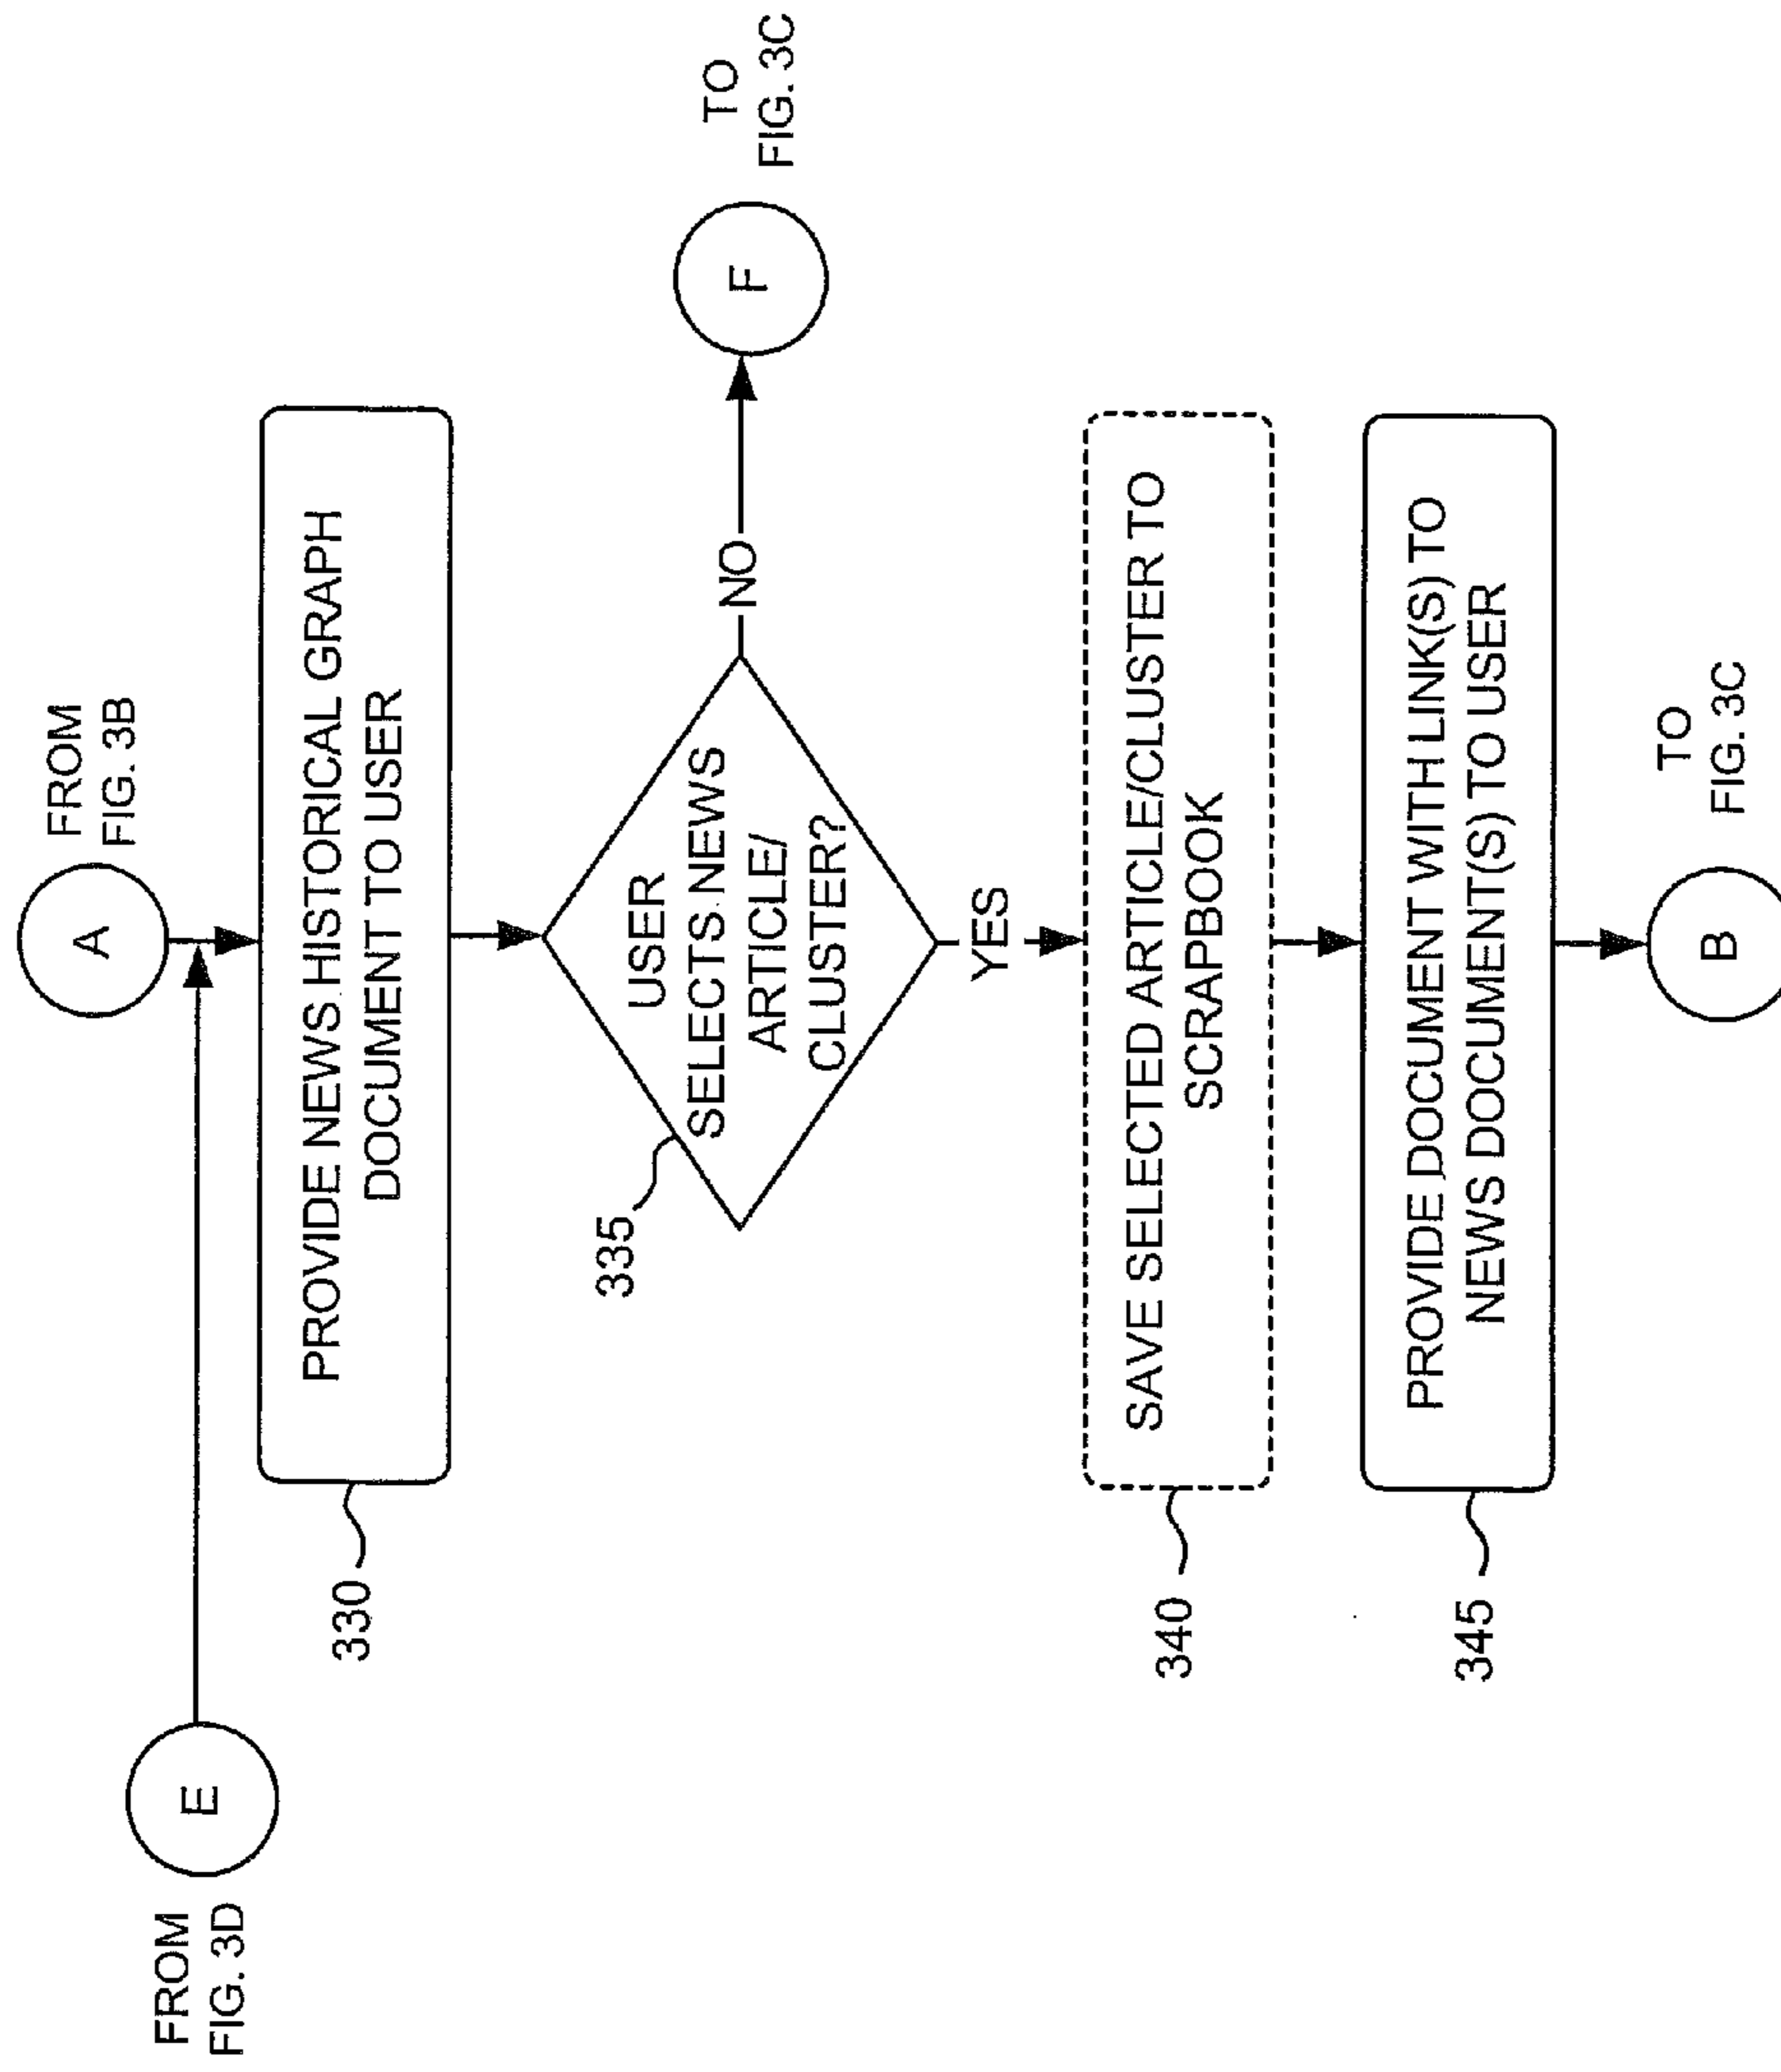 FROM
FIG. 3B
A
FROM
FIG. 3D
E
PROVIDE NEWS HISTORICAL GRAPH
DOCUMENT TO USER
330
USER
SELECTS NEWS
ARTICLE/
CLUSTER?
335
NO
F
TO
FIG. 3C
YES
SAVE SELECTED ARTICLE/CLUSTER TO
SCRAPBOOK
340
PROVIDE DOCUMENT WITH LINK(S) TO
NEWS DOCUMENT(S) TO USER
345
B
TO
FIG. 3C